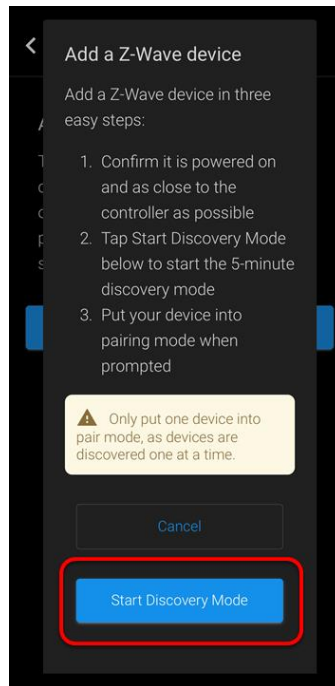 Add a Z-Wave device
Add a Z-Wave device in three
easy steps:
1. Confirm it is powered on
and as close to the
controller as possible
2. Tap Start Discovery Mode
below to start the 5-minute
discovery mode
3. Put your device into
pairing mode when
prompted
Only put one device into
pair mode, as devices are
discovered one at a time.
Cancel
Start Discovery Mode